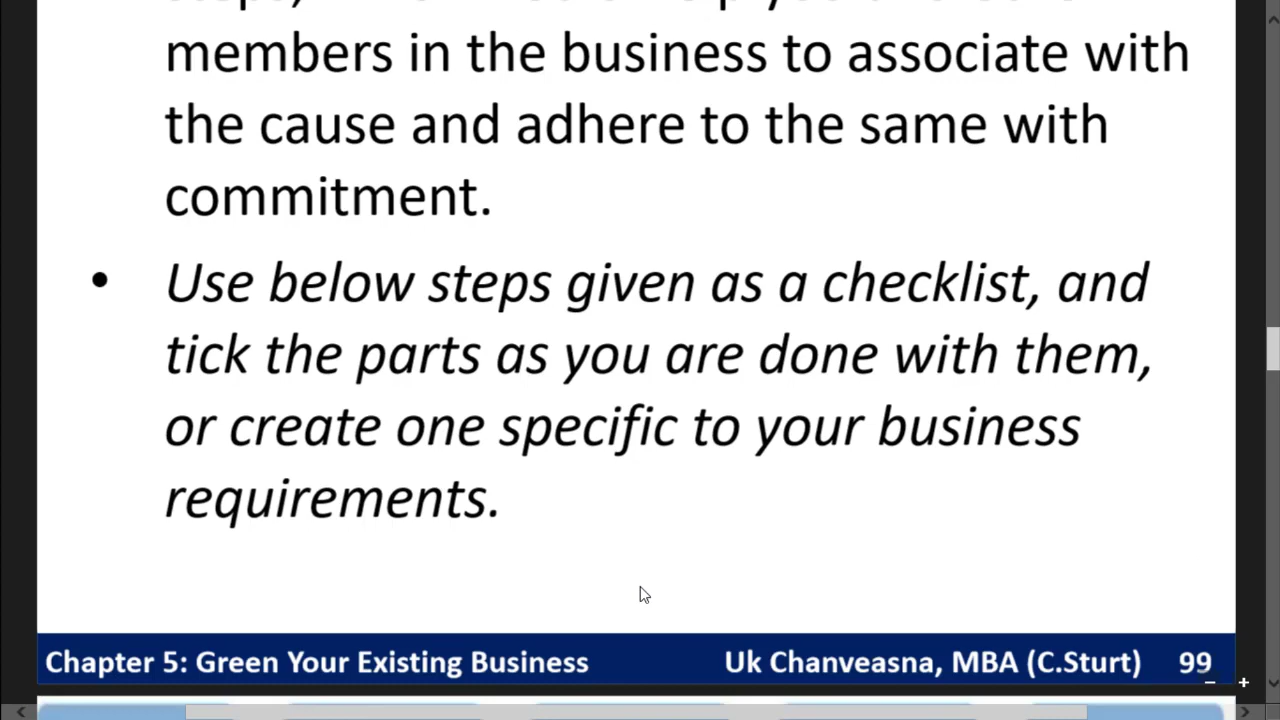 members in the business to associate with
the cause and adhere to the same with
commitment.
• Use below steps given as a checklist, and
tick the parts as you are done with them,
or create one specific to your business
requirements.
Chapter 5: Green Your Existing Business Uk Chanveasna, MBA (C.Sturt) 99